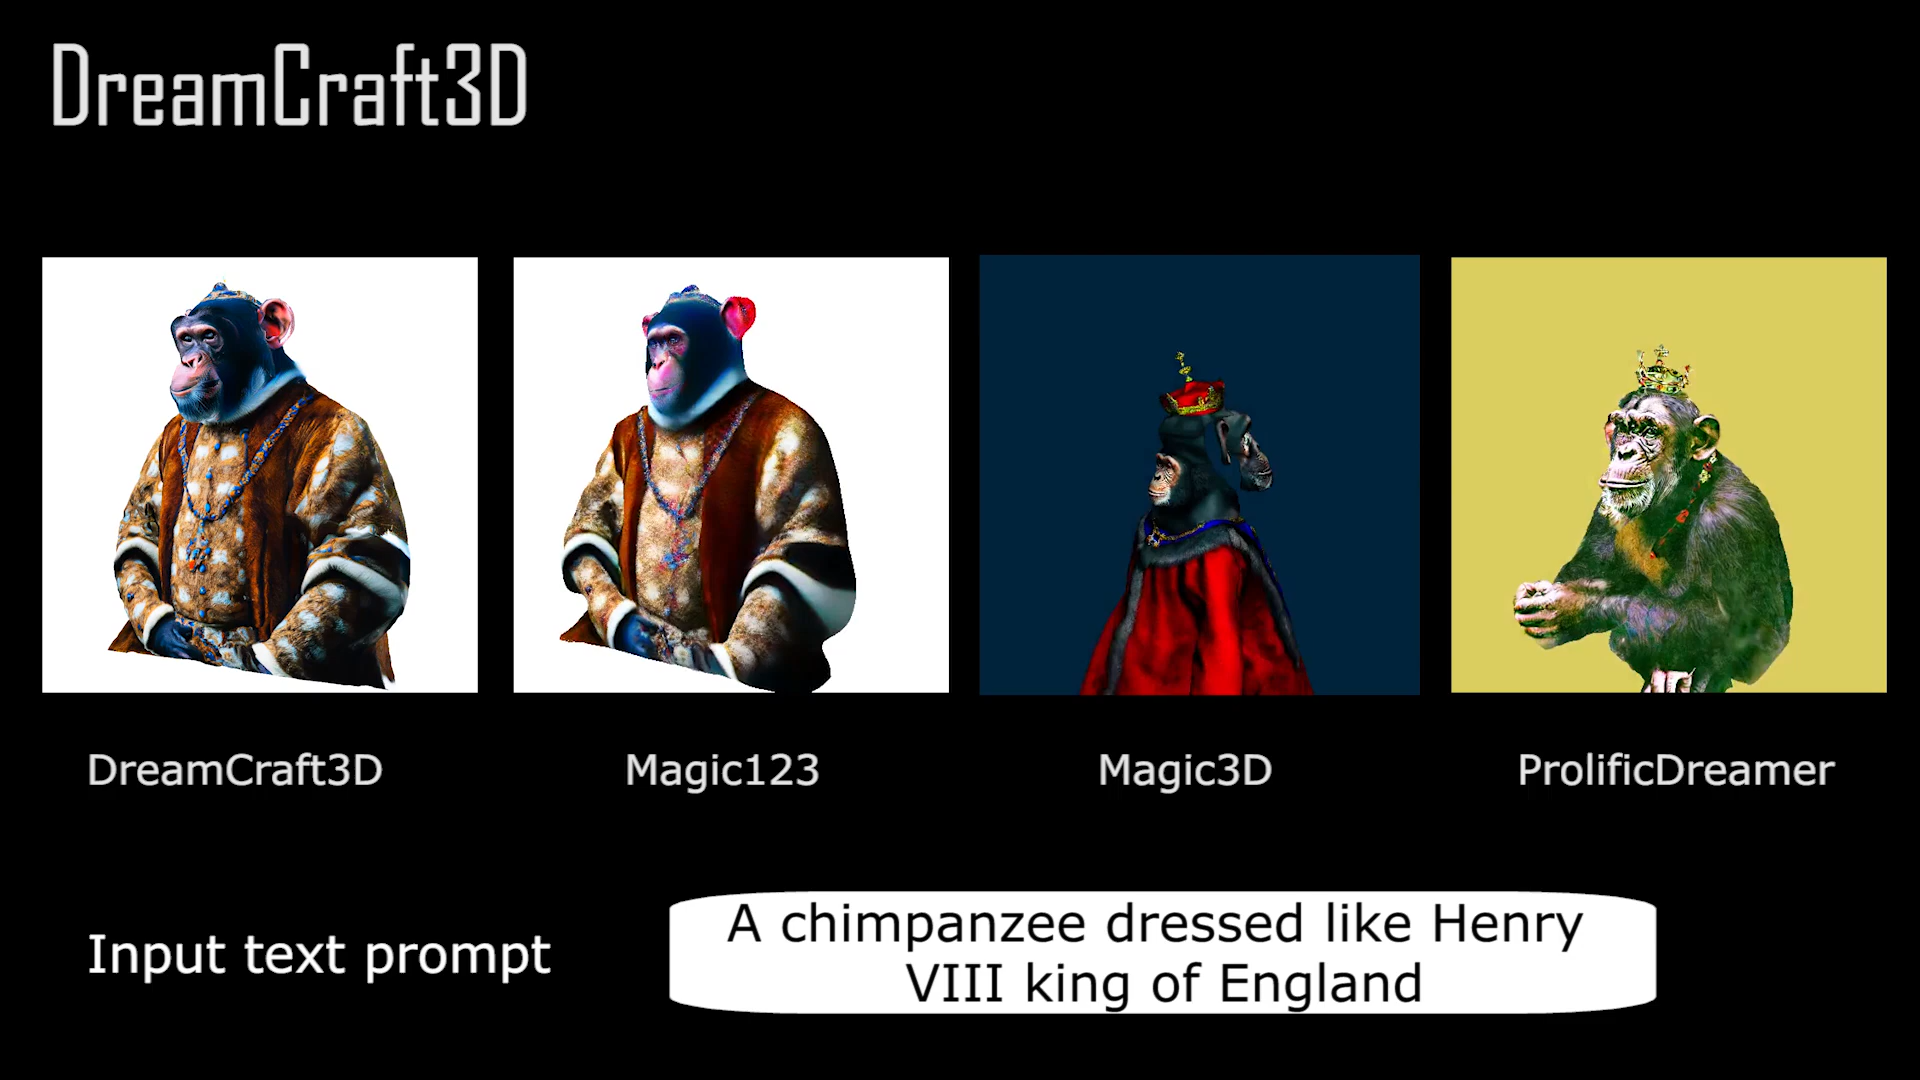 DreamCraft3D
DreamCraft3D
Magic123
Magic3D
ProlificDreamer
Input text prompt
A chimpanzee dressed like Henry
VIII king of England